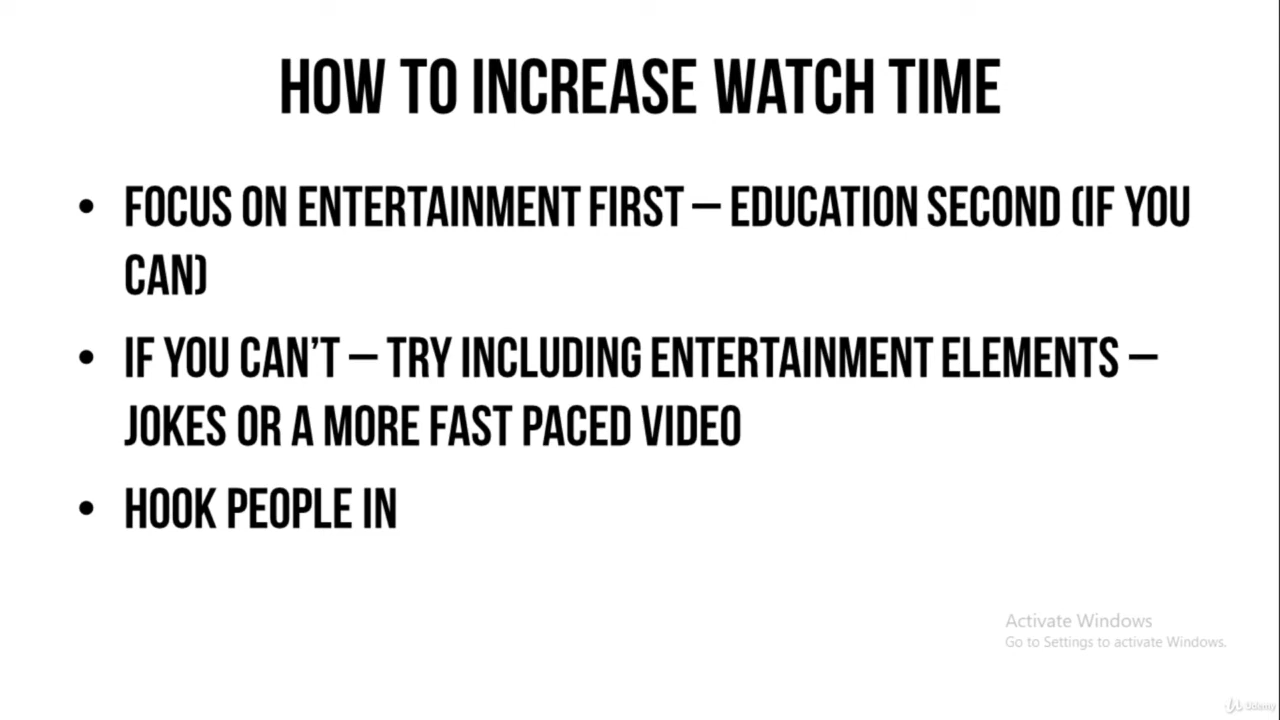 HOW TO INCREASE WATCH TIME
• FOCUS ON ENTERTAINMENT FIRST – EDUCATION SECOND (IF YOU
CAN)
• IF YOU CAN'T – TRY INCLUDING ENTERTAINMENT ELEMENTS –
JOKES OR A MORE FAST PACED VIDEO
• HOOK PEOPLE IN
Activate Windows
Go to Settings to activate Windows.
Udemy